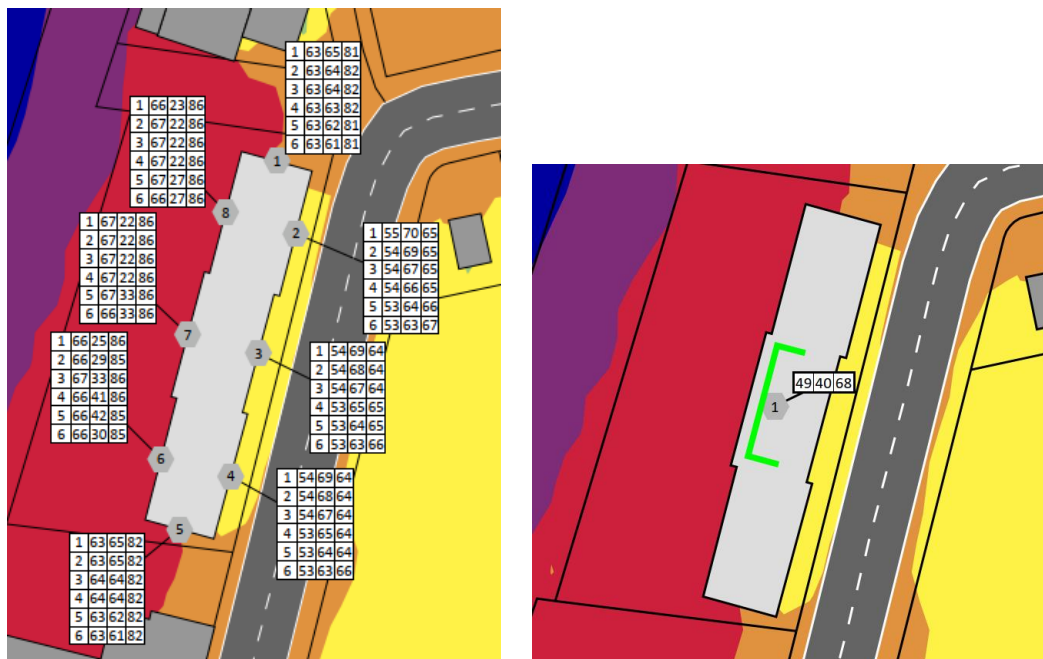 1 63 65 81
2 63 64 82
3 63 64 82
4 63 63 82
5 63 62 81
6 63 61 81
1 66 23 86
2 67 22 86
3 67 22 86
4 67 22 86
5 67 27 86
6 66 27 86
1
8
1 67 22 86
2 67 22 86
3 67 22 86
4 67 22 86
5 67 33 86
6 66 33 86
2
1 55 70 65
2 54 69 65
3 54 67 65
4 54 66 65
5 53 64 66
6 53 63 67
7
1 66 25 86
2 66 29 85
3 67 33 86
4 66 41 86
5 66 42 85
6 66 30 85
3
1 54 69 64
2 54 68 64
3 54 67 64
4 53 65 65
5 53 64 65
6 53 63 66
6
4
1 54 69 64
2 54 68 64
3 54 67 64
4 53 65 64
5 53 64 64
6 53 63 66
5
1 63 65 82
2 63 65 82
3 64 64 82
4 64 64 82
5 63 62 82
6 63 61 82
49 40 68
1